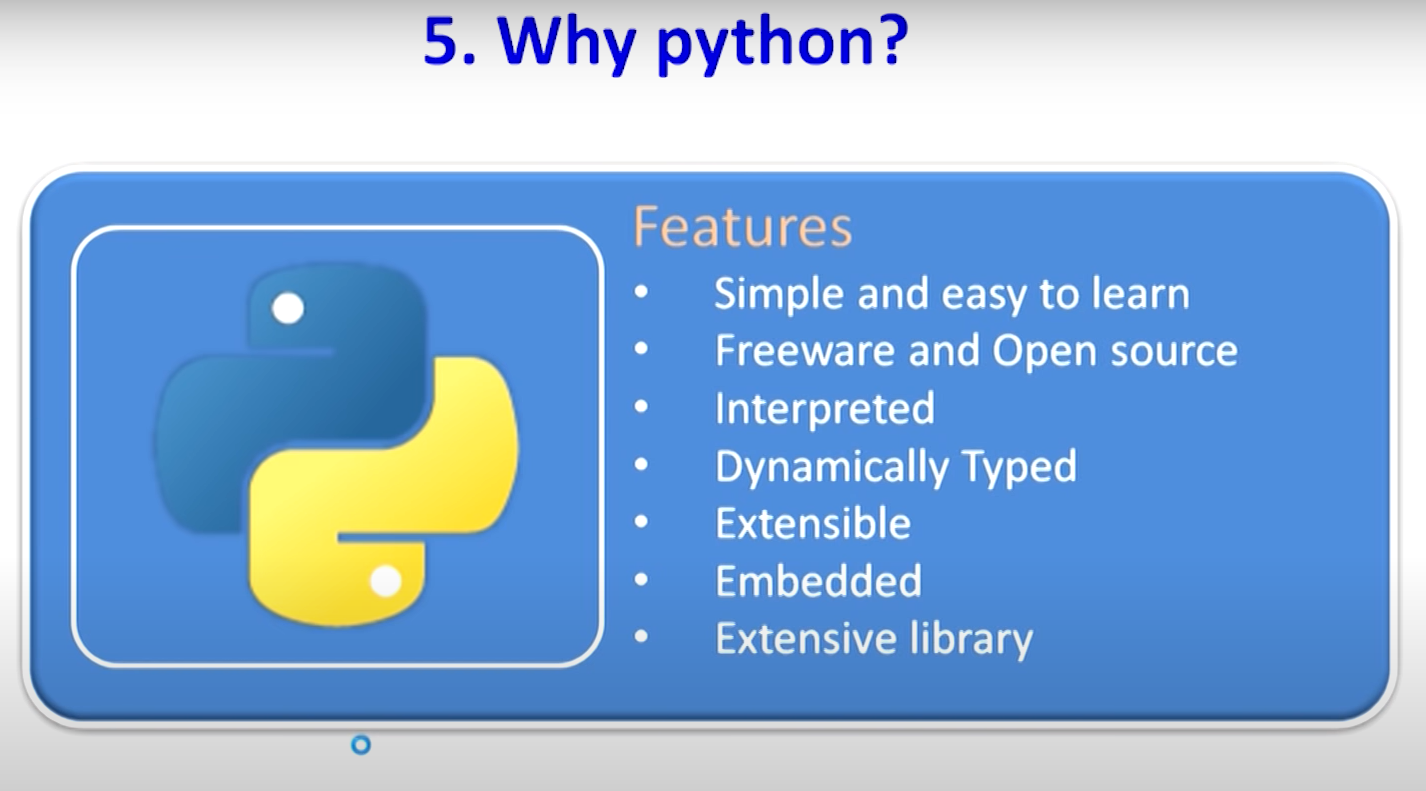 5. Why python?
Features
• Simple and easy to learn
• Freeware and Open source
• Interpreted
• Dynamically Typed
• Extensible
• Embedded
• Extensive library